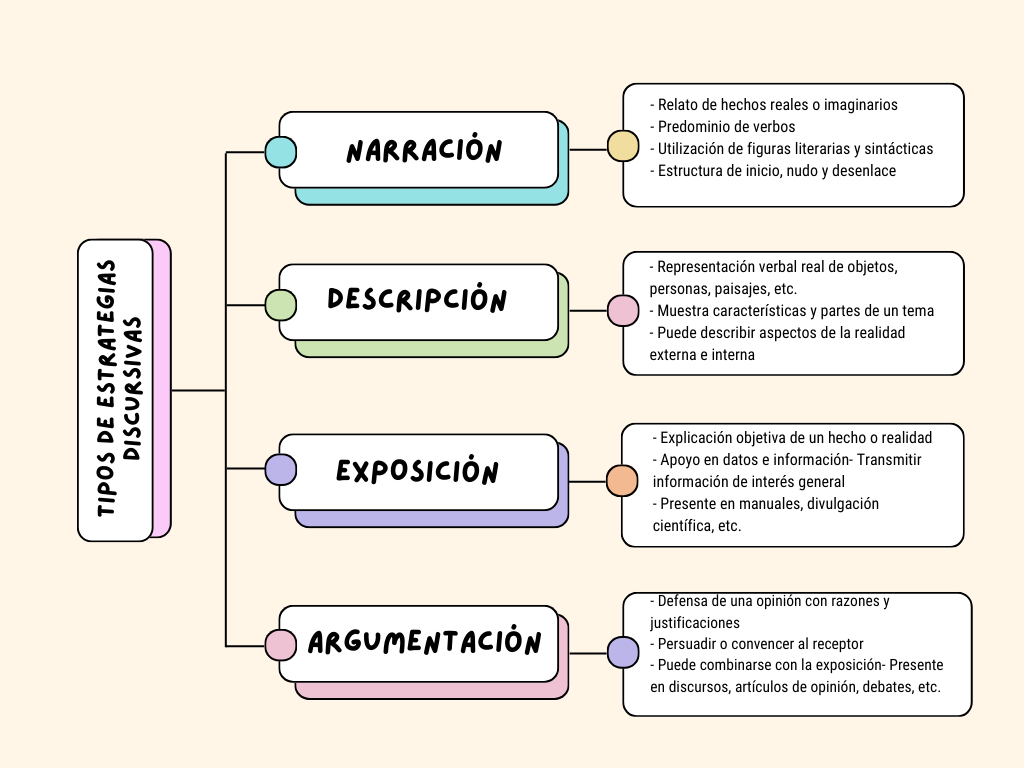 TIPOS DE ESTRATEGIAS
DISCURSIVAS
NARRACIÓN
- Relato de hechos reales o imaginarios
- Predominio de verbos
- Utilización de figuras literarias y sintácticas
- Estructura de inicio, nudo y desenlace
DESCRIPCIÓN
- Representación verbal real de objetos,
personas, paisajes, etc.
- Muestra características y partes de un tema
- Puede describir aspectos de la realidad
externa e interna
EXPOSICIÓN
- Explicación objetiva de un hecho o realidad
- Apoyo en datos e información- Transmitir
información de interés general
- Presente en manuales, divulgación
científica, etc.
ARGUMENTACIÓN
- Defensa de una opinión con razones y
justificaciones
- Persuadir o convencer al receptor
- Puede combinarse con la exposición- Presente
en discursos, artículos de opinión, debates, etc.